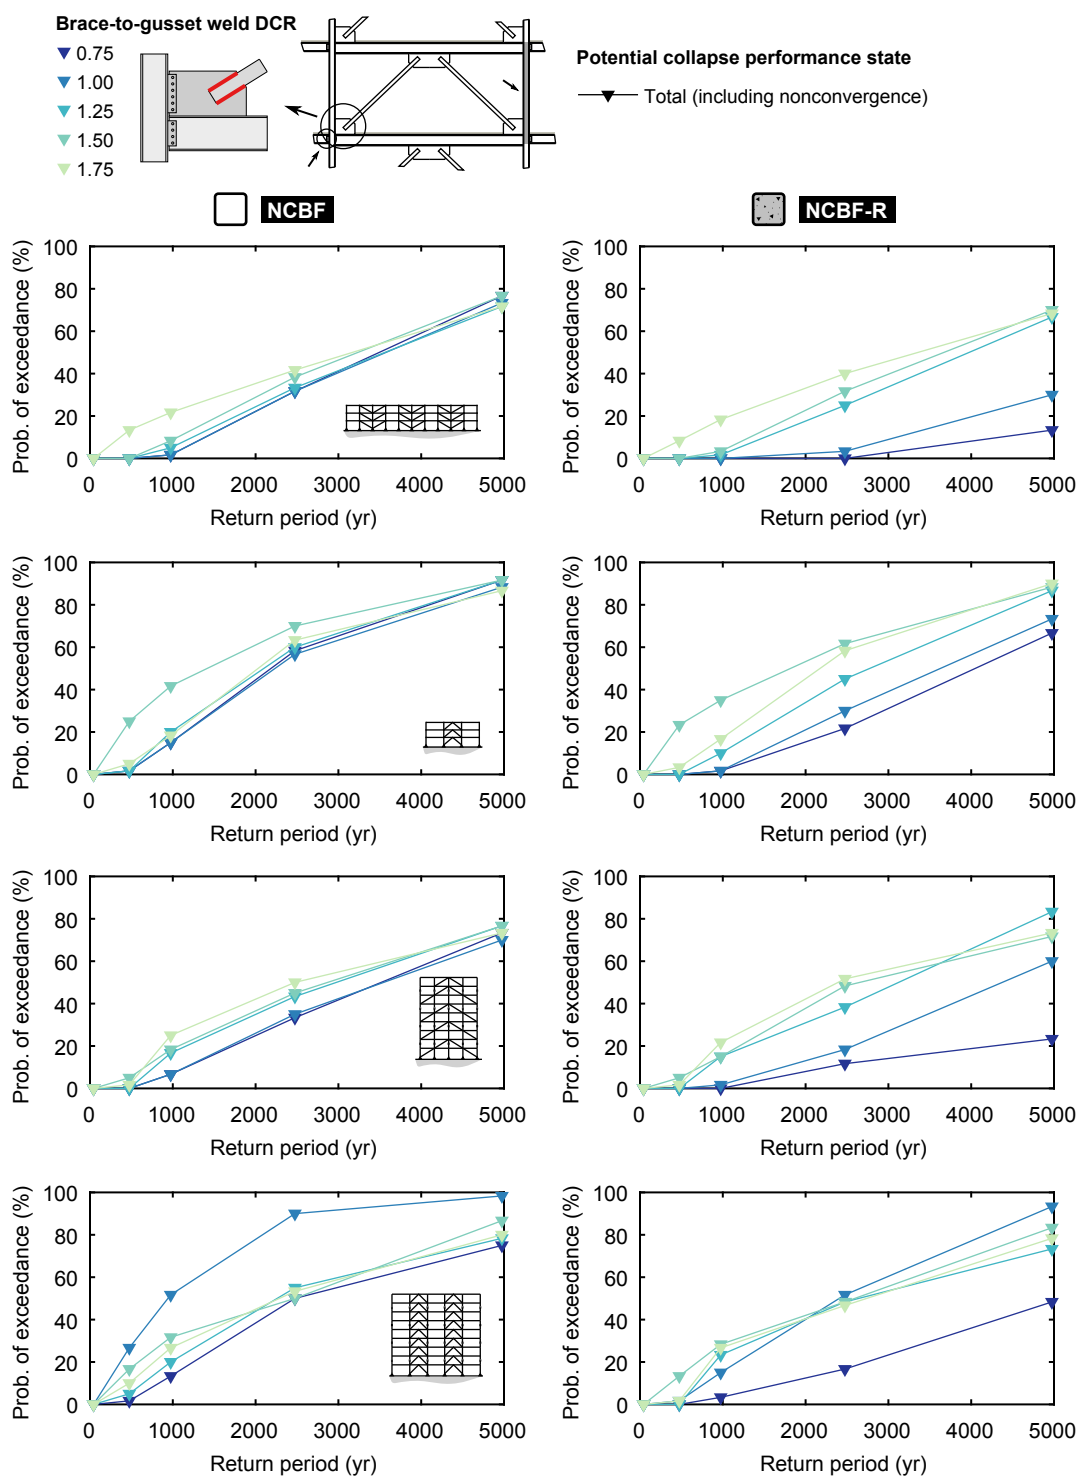 Brace-to-gusset weld DCR
0.75
1.00
1.25
1.50
1.75
Potential collapse performance state
Total (including nonconvergence)
NCBF
NCBF-R
Prob. of exceedance (%)
100
80
60
40
20
0
0 1000 2000 3000 4000 5000
Return period (yr)
Prob. of exceedance (%)
100
80
60
40
20
0
0 1000 2000 3000 4000 5000
Return period (yr)
Prob. of exceedance (%)
100
80
60
40
20
0
0 1000 2000 3000 4000 5000
Return period (yr)
Prob. of exceedance (%)
100
80
60
40
20
0
0 1000 2000 3000 4000 5000
Return period (yr)
Prob. of exceedance (%)
100
80
60
40
20
0
0 1000 2000 3000 4000 5000
Return period (yr)
Prob. of exceedance (%)
100
80
60
40
20
0
0 1000 2000 3000 4000 5000
Return period (yr)
Prob. of exceedance (%)
100
80
60
40
20
0
0 1000 2000 3000 4000 5000
Return period (yr)
Prob. of exceedance (%)
100
80
60
40
20
0
0 1000 2000 3000 4000 5000
Return period (yr)